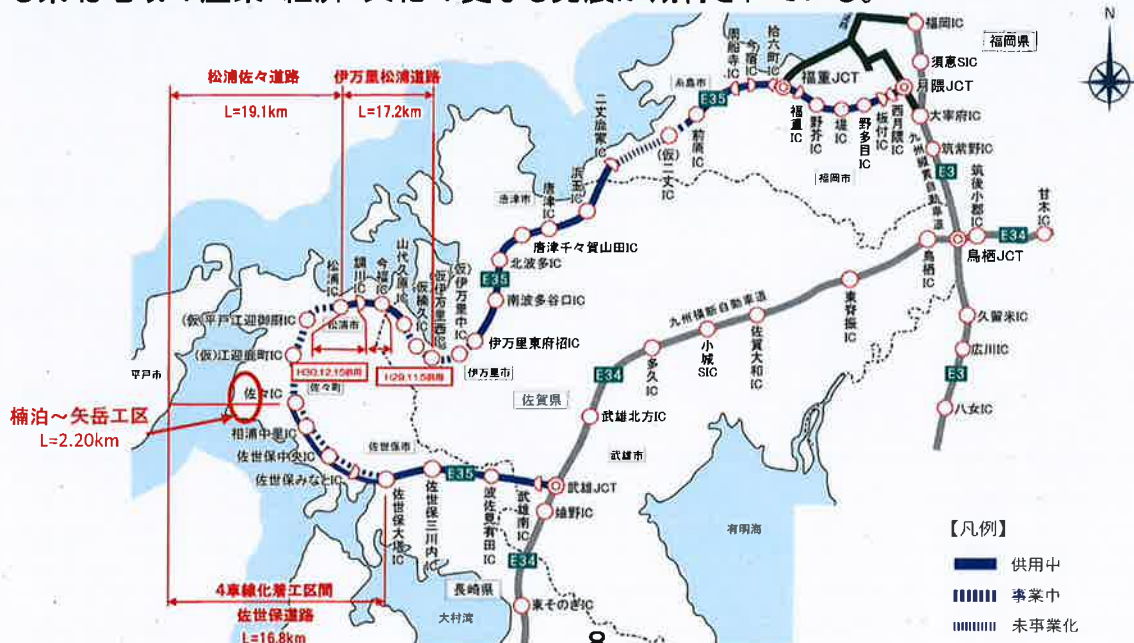 松浦佐々道路
L=19.1km
伊万里松浦道路
L=17.2km
N
福岡県
福岡IC
須恵SIC
月隈JCT
大宰府IC
筑紫野IC
E3
九州縦貫自動車道
筑後小郡IC
甘木IC
E34
鳥栖JCT
鳥栖IC
久留米IC
広川IC
E3
八女IC
周船寺IC
今宿IC
拾六町IC
福重JCT
福重IC
野芥IC
堤IC
野多目IC
板付IC
西月隈IC
福岡市
糸島市
E35
前原IC
(仮)二丈IC
二丈鹿家IC
浜玉IC
唐津市
唐津IC
唐津千々賀山田IC
北波多IC
E35
南波多谷口IC
伊万里東府招IC
(仮)伊万里中IC
(仮)伊万里西IC
(仮)楠久IC
山代久原IC
今福IC
調川IC
松浦IC
松浦市
(仮)平戸江迎御厨IC
(仮)江迎鹿町IC
H30.12.15供用
H29.11.5供用
伊万里市
平戸市
佐々IC
佐々町
楠泊～矢岳工区
L=2.20km
相浦中里IC
佐世保中央IC
佐世保みなとIC
佐世保市
佐世保大塔IC
佐世保三川内IC
E35
波佐見有田IC
武雄南IC
武雄JCT
嬉野IC
E34
東そのぎIC
長崎県
大村湾
佐賀県
武雄市
武雄北方IC
E34
多久IC
小城SIC
佐賀大和IC
九州横断自動車道
東脊振IC
有明海
4車線化着工区間
佐世保道路
L=16.8km
【凡例】
供用中
事業中
未事業化